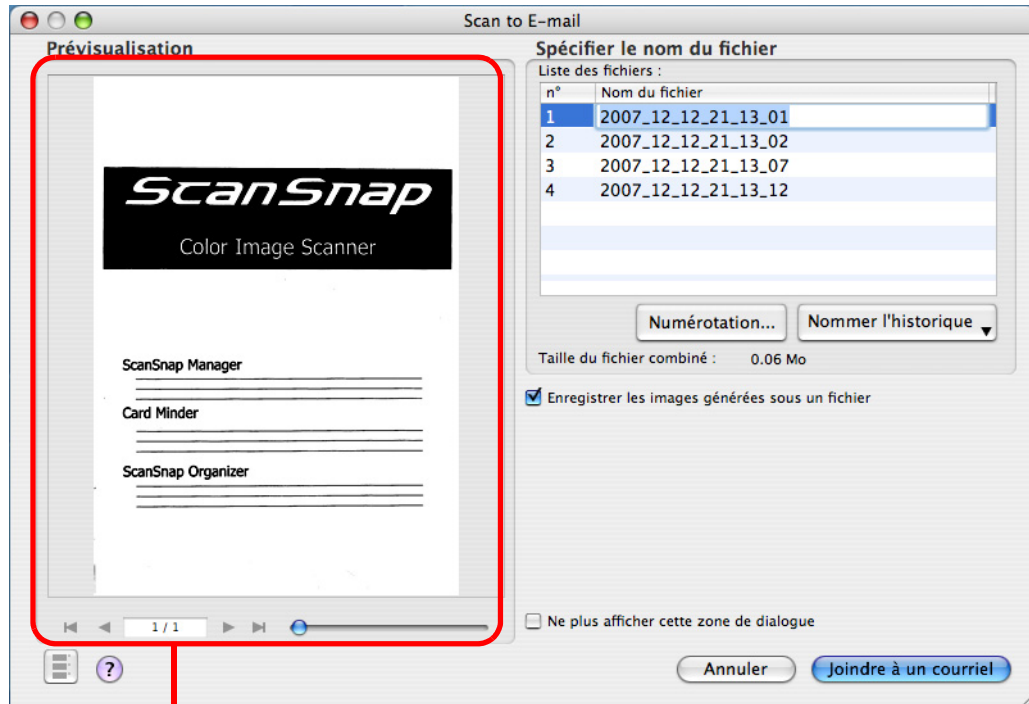 Scan to E-mail
Prévisualisation
ScanSnap
Color Image Scanner
ScanSnap Manager
Card Minder
ScanSnap Organizer
1 / 1
?
Spécifier le nom du fichier
Liste des fichiers :
n° Nom du fichier
1 2007_12_12_21_13_01
2 2007_12_12_21_13_02
3 2007_12_12_21_13_07
4 2007_12_12_21_13_12
Numérotation... Nommer l'historique
Taille du fichier combiné : 0.06 Mo
Enregistrer les images générées sous un fichier
Ne plus afficher cette zone de dialogue
Annuler Joindre à un courriel